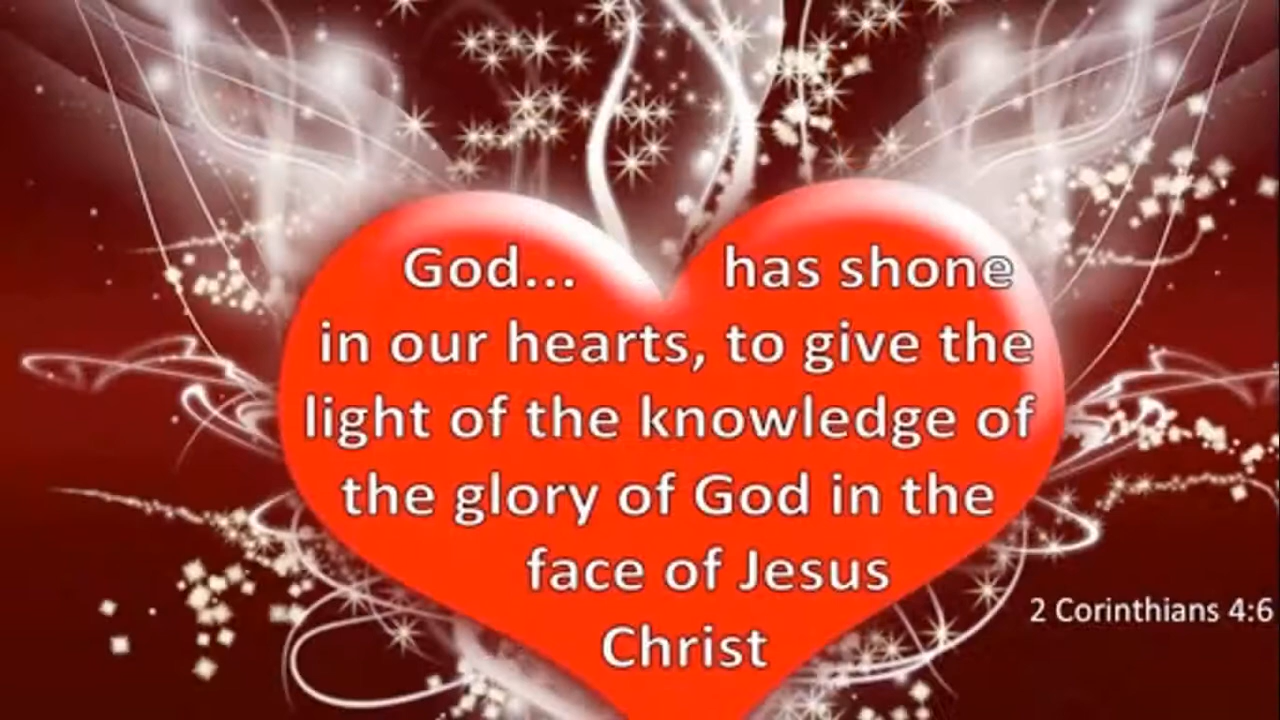 God... has shone
in our hearts, to give the
light of the knowledge of
the glory of God in the
face of Jesus
Christ
2 Corinthians 4:6